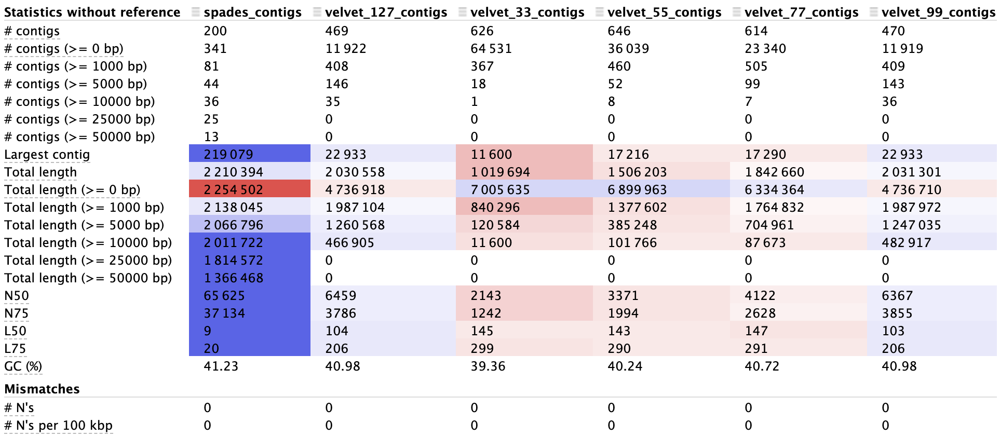 Statistics without reference spades_contigs velvet_127_contigs velvet_33_contigs velvet_55_contigs velvet_77_contigs velvet_99_contigs
# contigs 200 469 626 646 614 470
# contigs (>= 0 bp) 341 11 922 64 531 36 039 23 340 11 919
# contigs (>= 1000 bp) 81 408 367 460 505 409
# contigs (>= 5000 bp) 44 146 18 52 99 143
# contigs (>= 10000 bp) 36 35 1 8 7 36
# contigs (>= 25000 bp) 25 0 0 0 0 0
# contigs (>= 50000 bp) 13 0 0 0 0 0
Largest contig 219 079 22 933 11 600 17 216 17 290 22 933
Total length 2 210 394 2 030 558 1 019 694 1 506 203 1 842 660 2 031 301
Total length (>= 0 bp) 2 254 502 4 736 918 7 005 635 6 899 963 6 334 364 4 736 710
Total length (>= 1000 bp) 2 138 045 1 987 104 840 296 1 377 602 1 764 832 1 987 972
Total length (>= 5000 bp) 2 066 796 1 260 568 120 584 385 248 704 961 1 247 035
Total length (>= 10000 bp) 2 011 722 466 905 11 600 101 766 87 673 482 917
Total length (>= 25000 bp) 1 814 572 0 0 0 0 0
Total length (>= 50000 bp) 1 366 468 0 0 0 0 0
N50 65 625 6459 2143 3371 4122 6367
N75 37 134 3786 1242 1994 2628 3855
L50 9 104 145 143 147 103
L75 20 206 299 290 291 206
GC (%) 41.23 40.98 39.36 40.24 40.72 40.98
Mismatches
# N's 0 0 0 0 0 0
# N's per 100 kbp 0 0 0 0 0 0